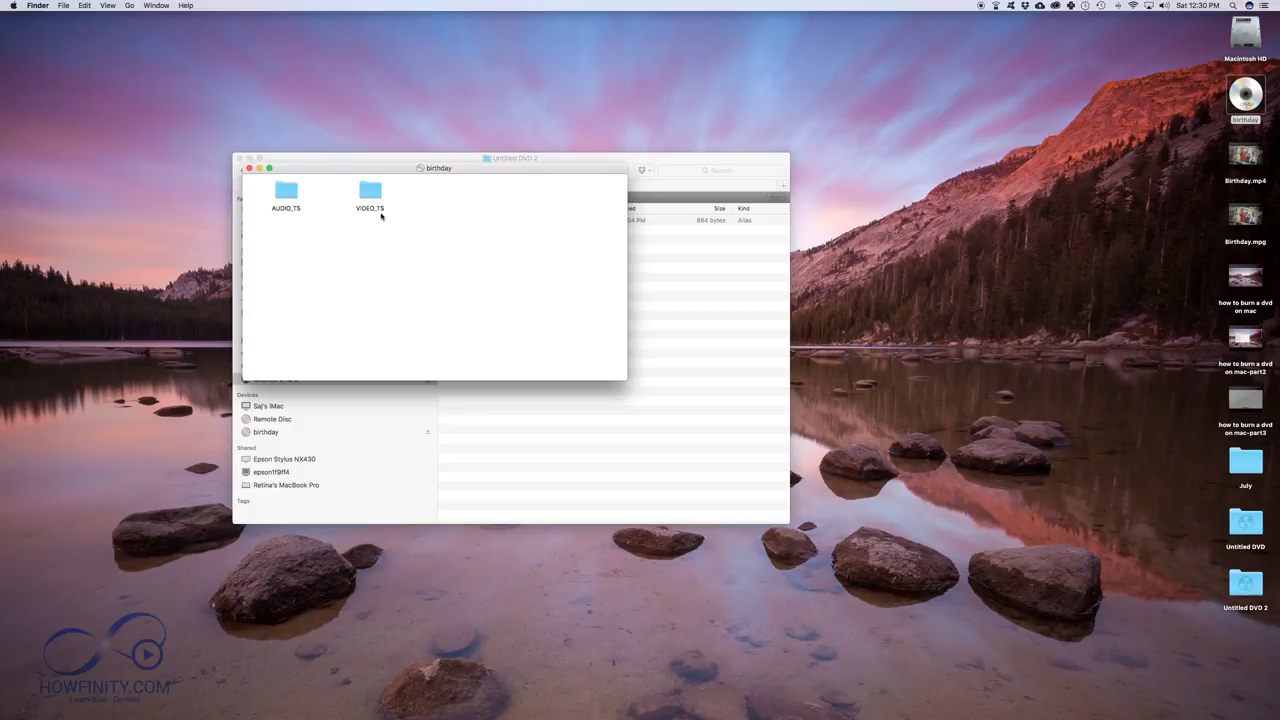 Finder File Edit View Go Window Help
Sat 12:30 PM
Macintosh HD
birthday
Birthday.mp4
Birthday.mpg
how to burn a dvd
on mac
how to burn a dvd
on mac-part2
how to burn a dvd
on mac-part3
July
Untitled DVD
Untitled DVD 2
Untitled DVD 2
Search
birthday
AUDIO_TS
VIDEO_TS
Size
Kind
864 bytes
Alias
Devices
Saj's iMac
Remote Disc
birthday
Shared
Epson Stylus NX430
epson1f9ff4
Retina's MacBook Pro
Tags
HOWFINITY.COM
Learn how. Do now.